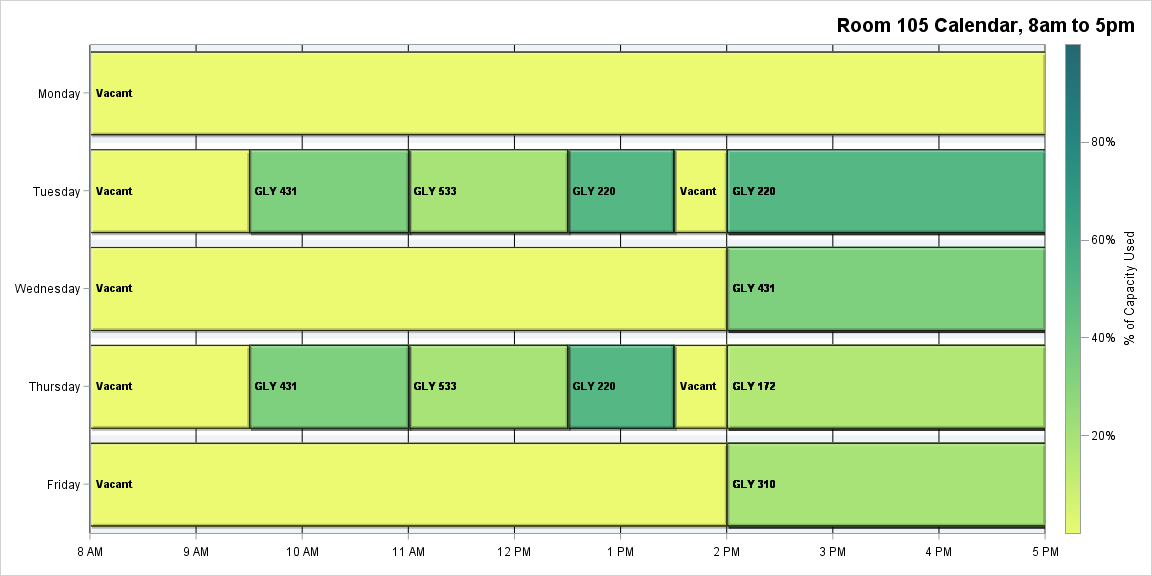 Room 105 Calendar, 8am to 5pm
Monday
Vacant
Tuesday
Vacant
GLY 431
GLY 533
GLY 220
Vacant
GLY 220
Wednesday
Vacant
GLY 431
Thursday
Vacant
GLY 431
GLY 533
GLY 220
Vacant
GLY 172
Friday
Vacant
GLY 310
8 AM
9 AM
10 AM
11 AM
12 PM
1 PM
2 PM
3 PM
4 PM
5 PM
80%
60%
40%
20%
% of Capacity Used